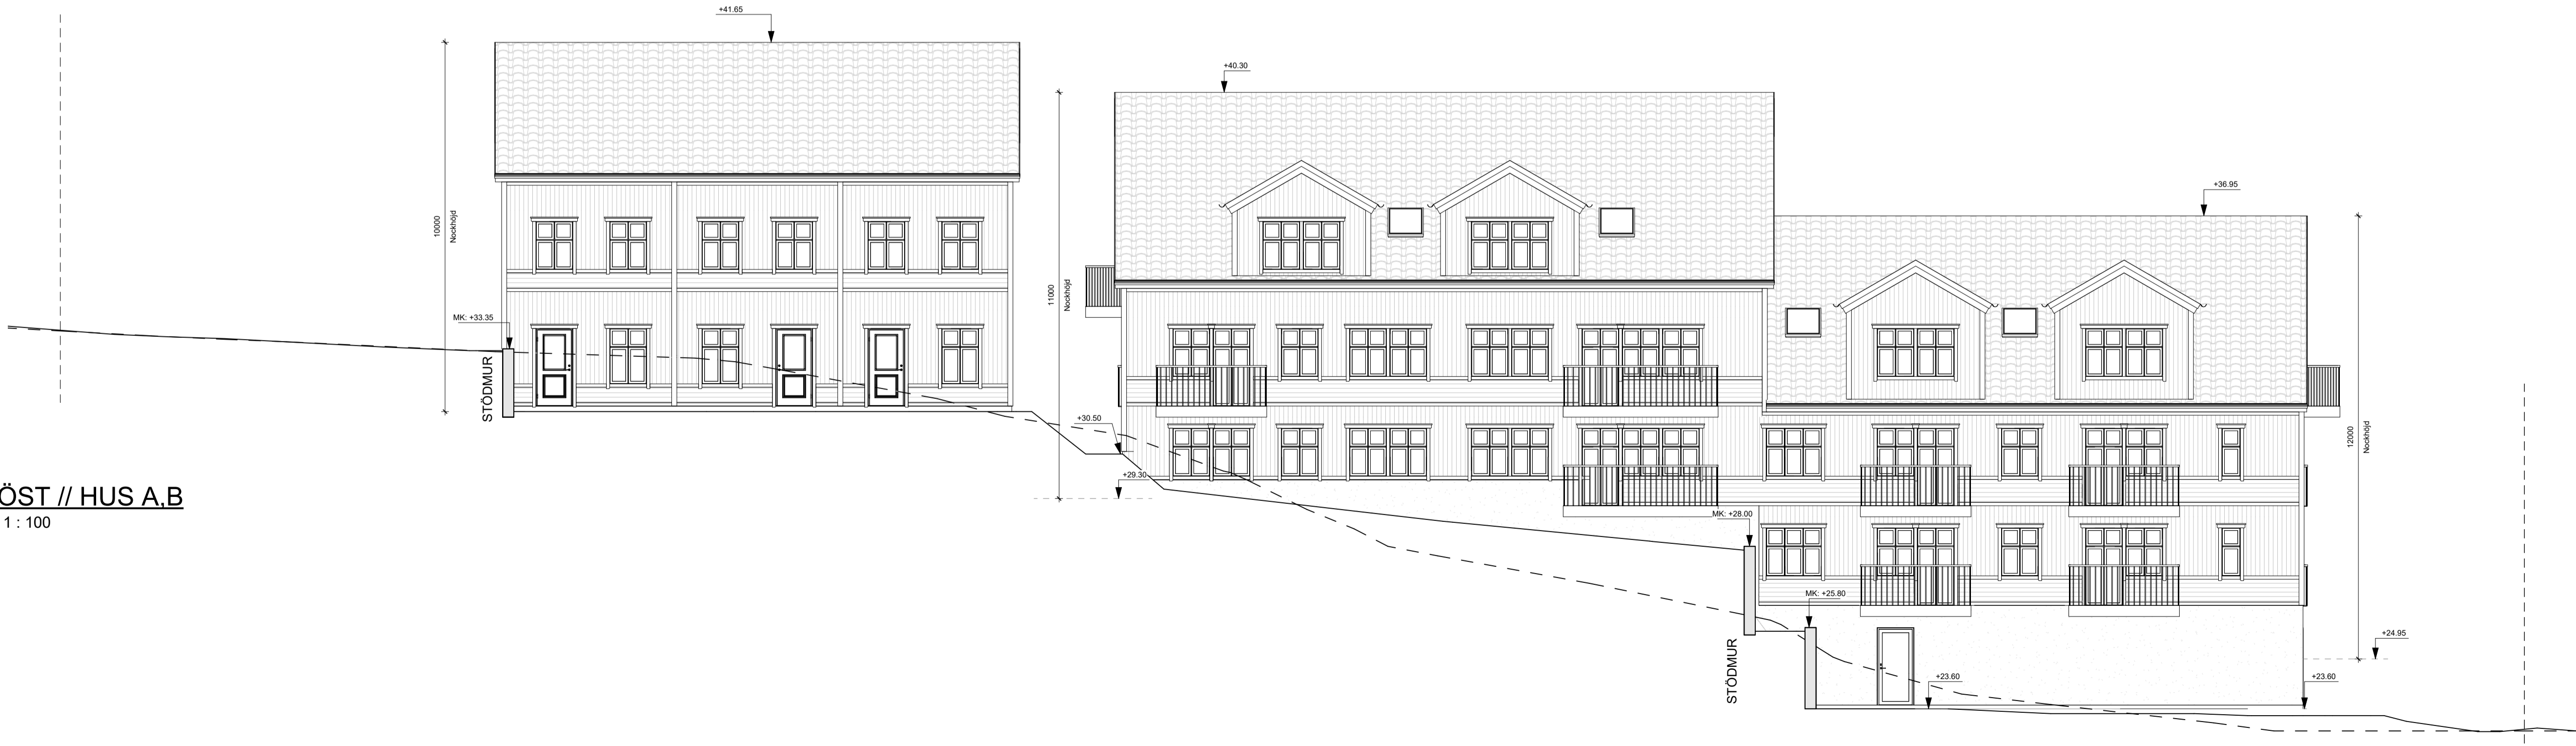 +41.65
+40.30
+36.95
10000
Nockhöjd
11000
Nockhöjd
12000
Nockhöjd
MK: +33.35
STÖDMUR
+30.50
+29.30
ÖST // HUS A,B
1 : 100
MK: +28.00
MK: +25.80
STÖDMUR
+24.95
+23.60
+23.60